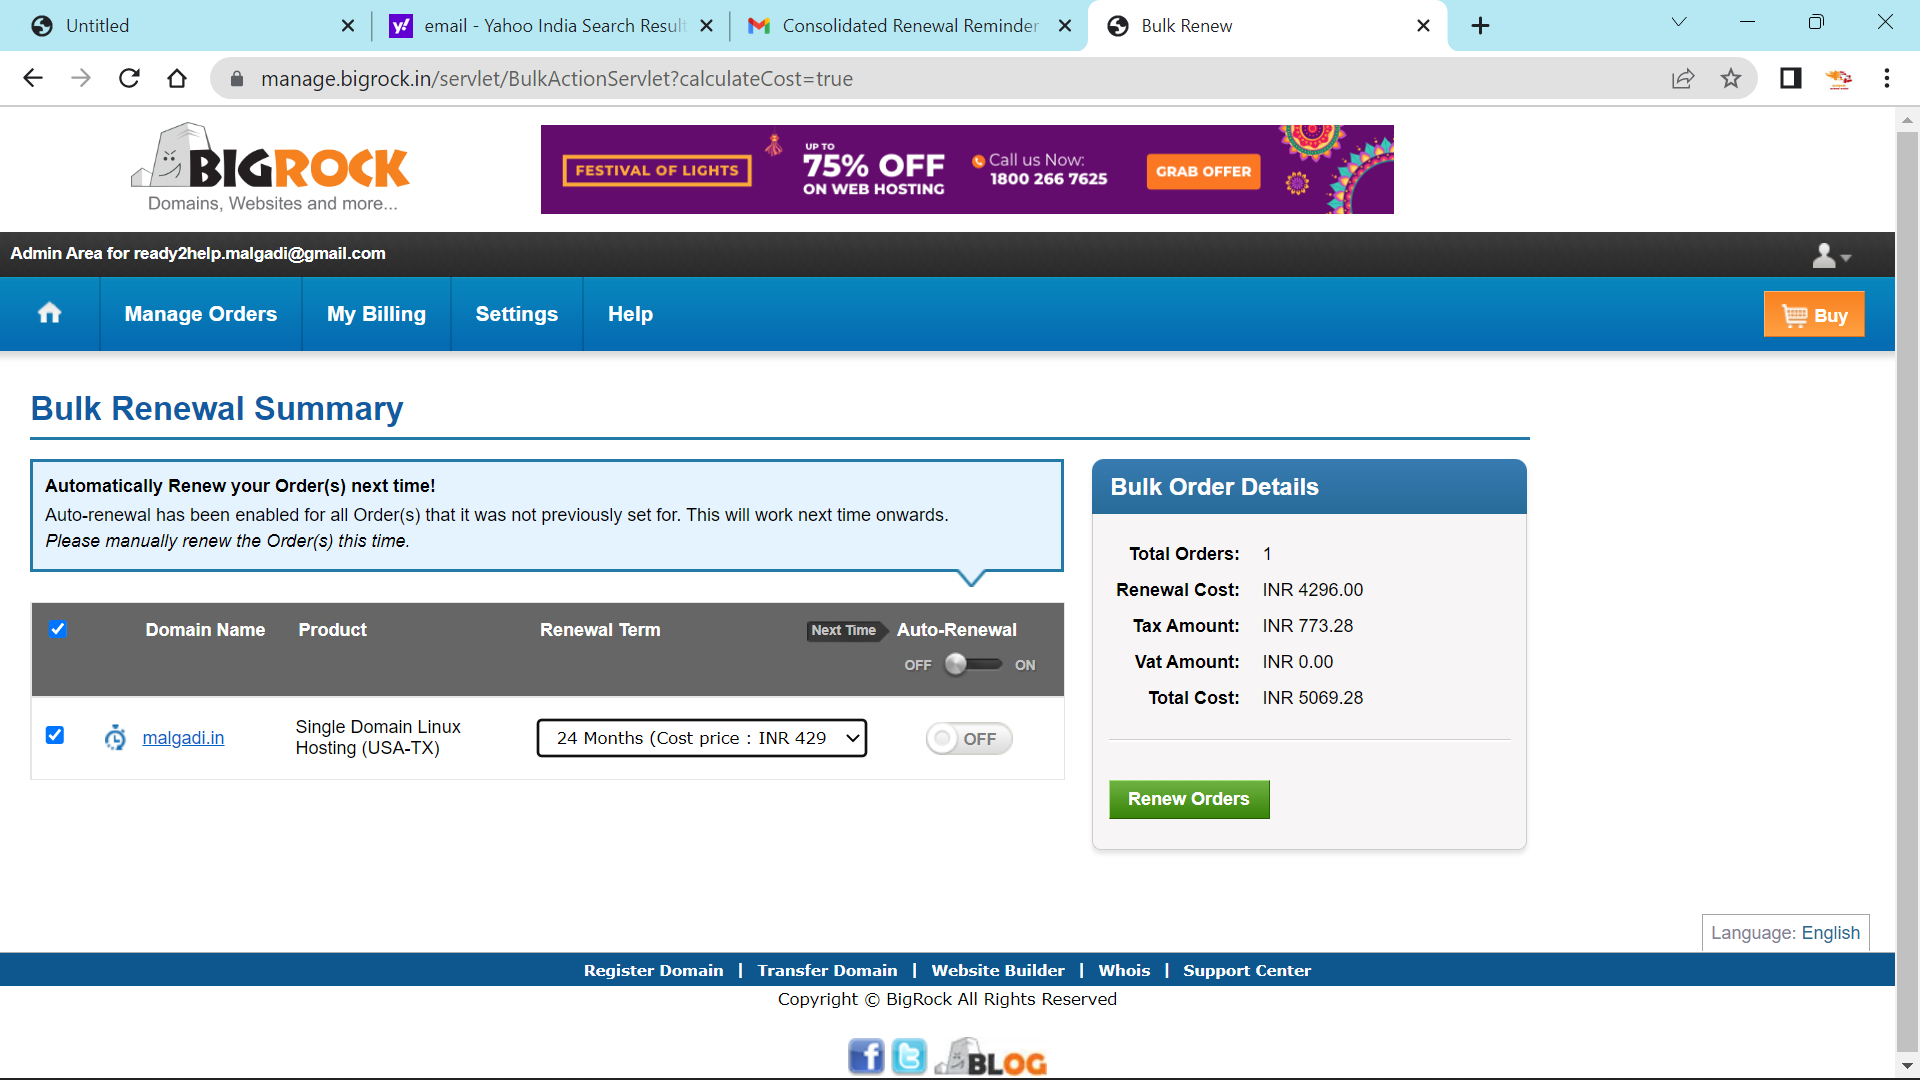 Untitled
email - Yahoo India Search Result
Consolidated Renewal Reminder
Bulk Renew
manage.bigrock.in/servlet/BulkActionServlet?calculateCost=true
BIGROCK
Domains, Websites and more...
FESTIVAL OF LIGHTS
UP TO
75% OFF
ON WEB HOSTING
Call us Now:
1800 266 7625
GRAB OFFER
Admin Area for ready2help.malgadi@gmail.com
Manage Orders
My Billing
Settings
Help
Buy
Bulk Renewal Summary
Automatically Renew your Order(s) next time!
Auto-renewal has been enabled for all Order(s) that it was not previously set for. This will work next time onwards.
Please manually renew the Order(s) this time.
Domain Name Product Renewal Term Next Time Auto-Renewal
OFF ON
malgadi.in
Single Domain Linux
Hosting (USA-TX)
24 Months (Cost price : INR 429
OFF
Bulk Order Details
Total Orders: 1
Renewal Cost: INR 4296.00
Tax Amount: INR 773.28
Vat Amount: INR 0.00
Total Cost: INR 5069.28
Renew Orders
Language: English
Register Domain | Transfer Domain | Website Builder | Whois | Support Center
Copyright © BigRock All Rights Reserved
BLOG